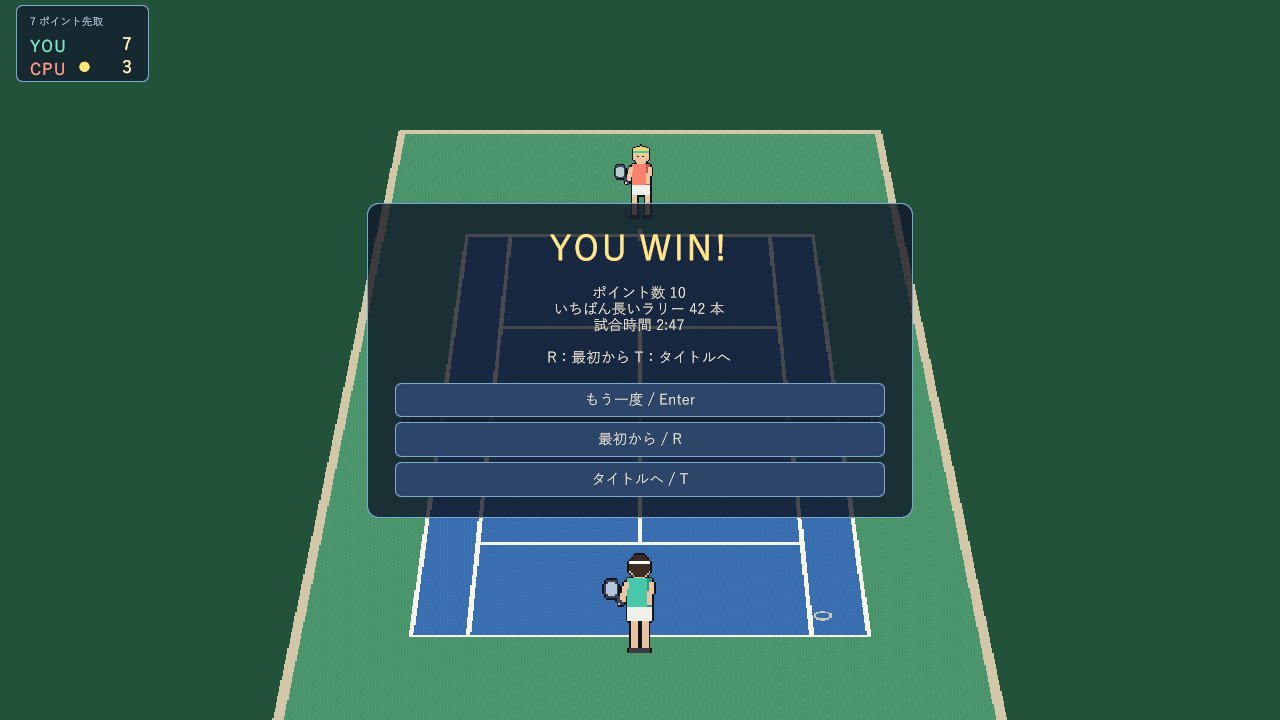 7 ポイント先取
YOU 7
CPU 3
YOU WIN!
ポイント数 10
いちばん長いラリー 42 本
試合時間 2:47
R：最初から T：タイトルへ
もう一度 / Enter
最初から / R
タイトルへ / T